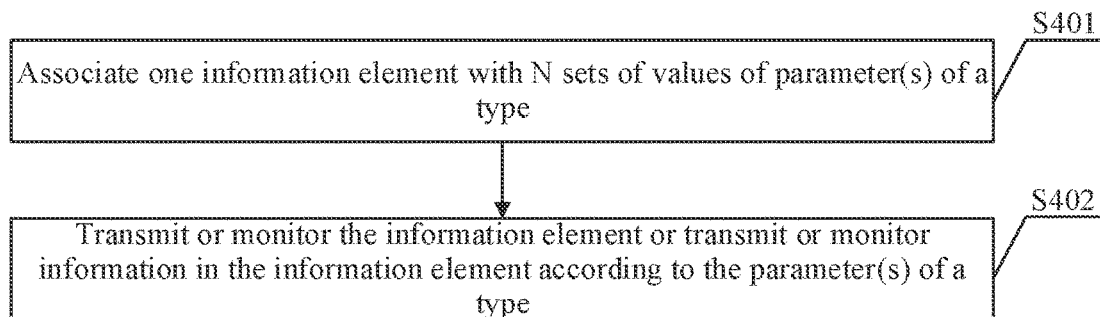 S401
Associate one information element with N sets of values of parameter(s) of a
type
S402
Transmit or monitor the information element or transmit or monitor
information in the information element according to the parameter(s) of a
type